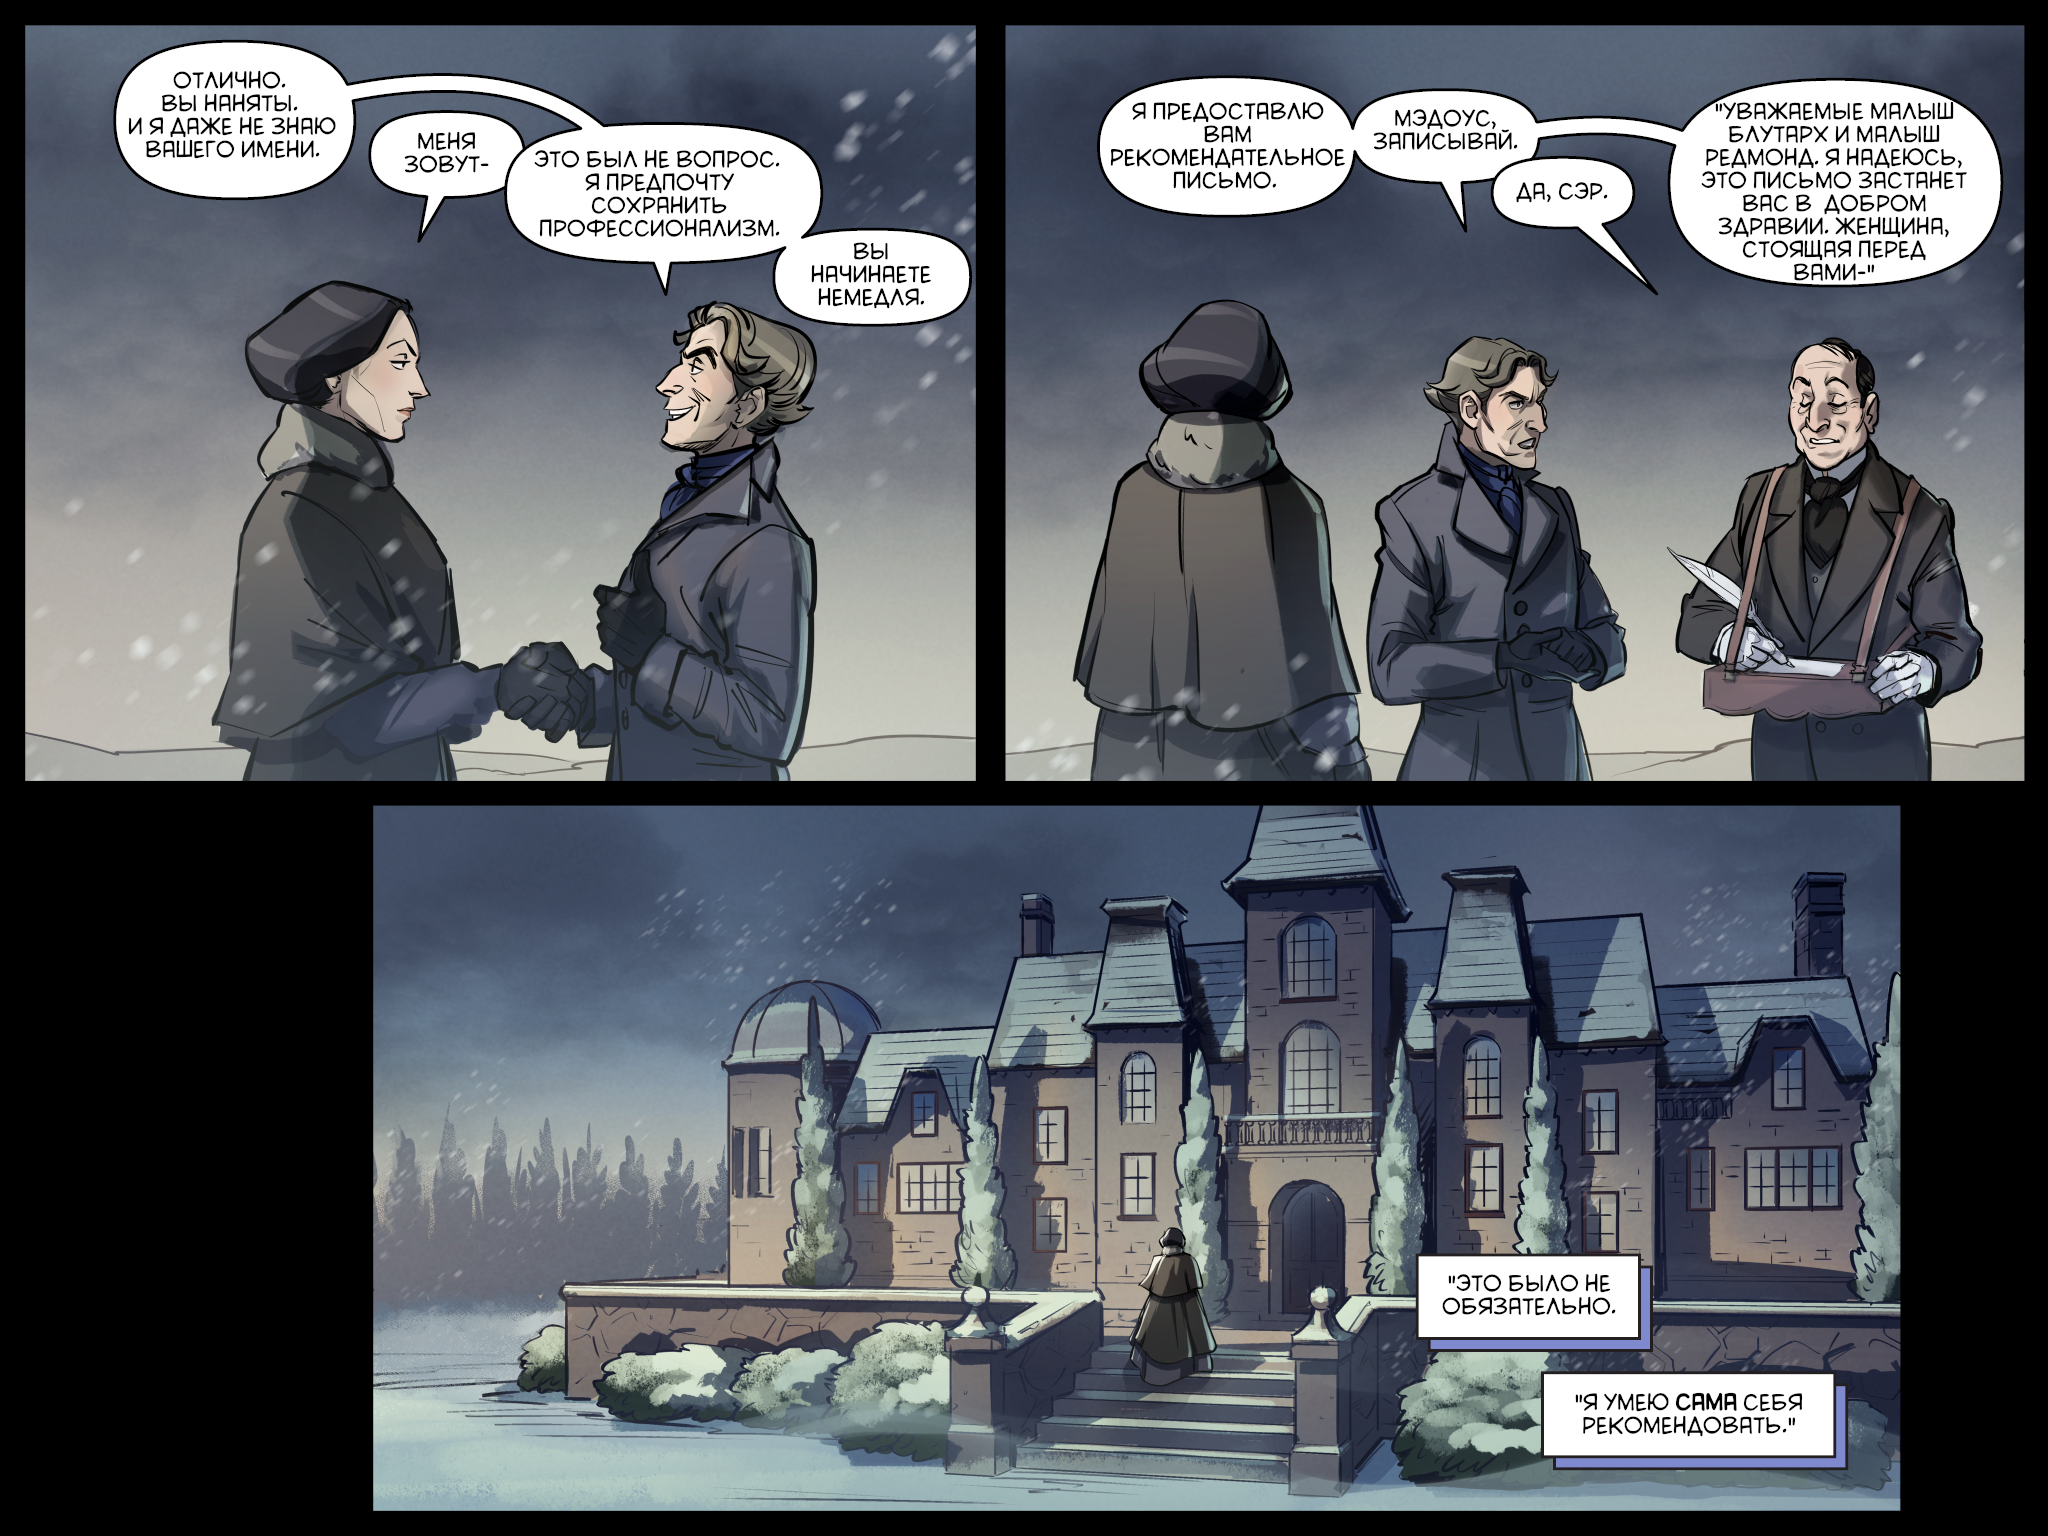 ОТЛИЧНО.
ВЫ НАНЯТЫ.
И Я ДАЖЕ НЕ ЗНАЮ
ВАШЕГО ИМЕНИ.
МЕНЯ
ЗОВУТ-
ЭТО БЫЛ НЕ ВОПРОС.
Я ПРЕДПОЧТУ
СОХРАНИТЬ
ПРОФЕССИОНАЛИЗМ.
ВЫ
НАЧИНАЕТЕ
НЕМЕДЛЯ.
Я ПРЕДОСТАВЛЮ
ВАМ
РЕКОМЕНДАТЕЛЬНОЕ
ПИСЬМО.
МЭДОУС,
ЗАПИСЫВАЙ.
ДА, СЭР.
"УВАЖАЕМЫЕ МАЛЫШ
БЛУТАРХ И МАЛЫШ
РЕДМОНД. Я НАДЕЮСЬ,
ЭТО ПИСЬМО ЗАСТАНЕТ
ВАС В ДОБРОМ
ЗДРАВИИ. ЖЕНЩИНА,
СТОЯЩАЯ ПЕРЕД
ВАМИ-"
"ЭТО БЫЛО НЕ
ОБЯЗАТЕЛЬНО.
"Я УМЕЮ САМА СЕБЯ
РЕКОМЕНДОВАТЬ."